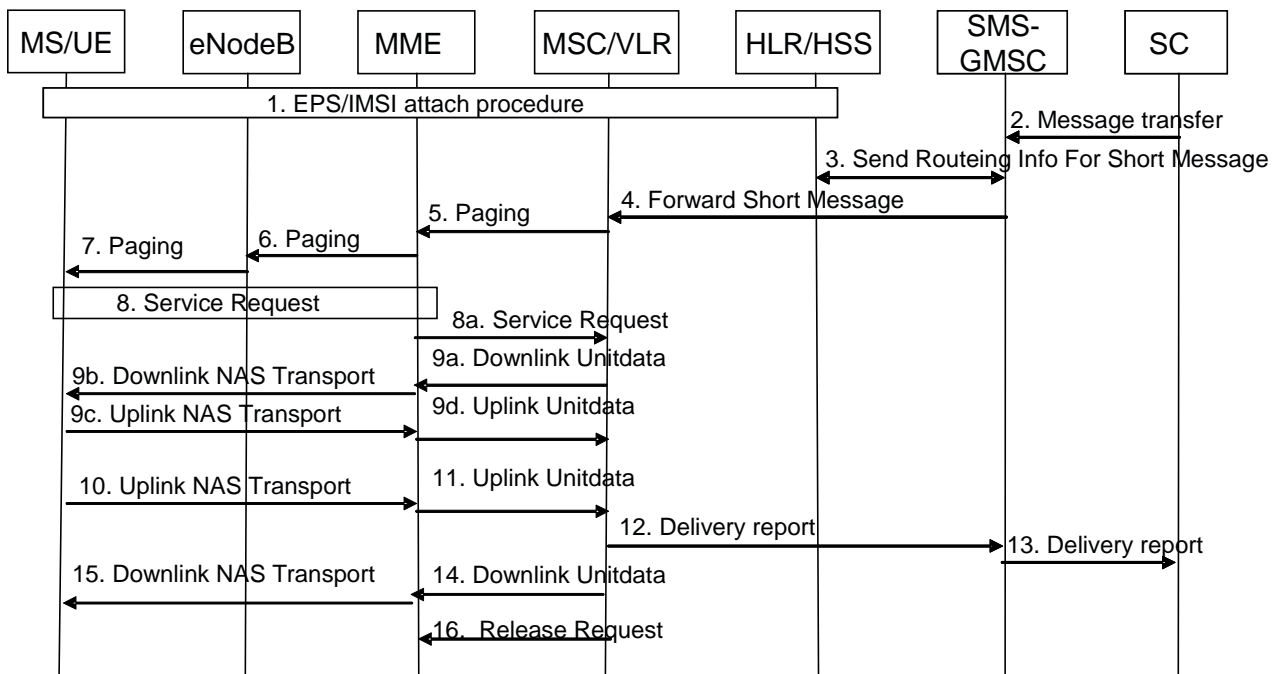 MS/UE
eNodeB
MME
MSC/VLR
HLR/HSS
SMS-
GMSC
SC
1. EPS/IMSI attach procedure
2. Message transfer
3. Send Routeing Info For Short Message
4. Forward Short Message
5. Paging
6. Paging
7. Paging
8. Service Request
8a. Service Request
9a. Downlink Unitdata
9b. Downlink NAS Transport
9c. Uplink NAS Transport
9d. Uplink Unitdata
10. Uplink NAS Transport
11. Uplink Unitdata
12. Delivery report
13. Delivery report
15. Downlink NAS Transport
14. Downlink Unitdata
16. Release Request